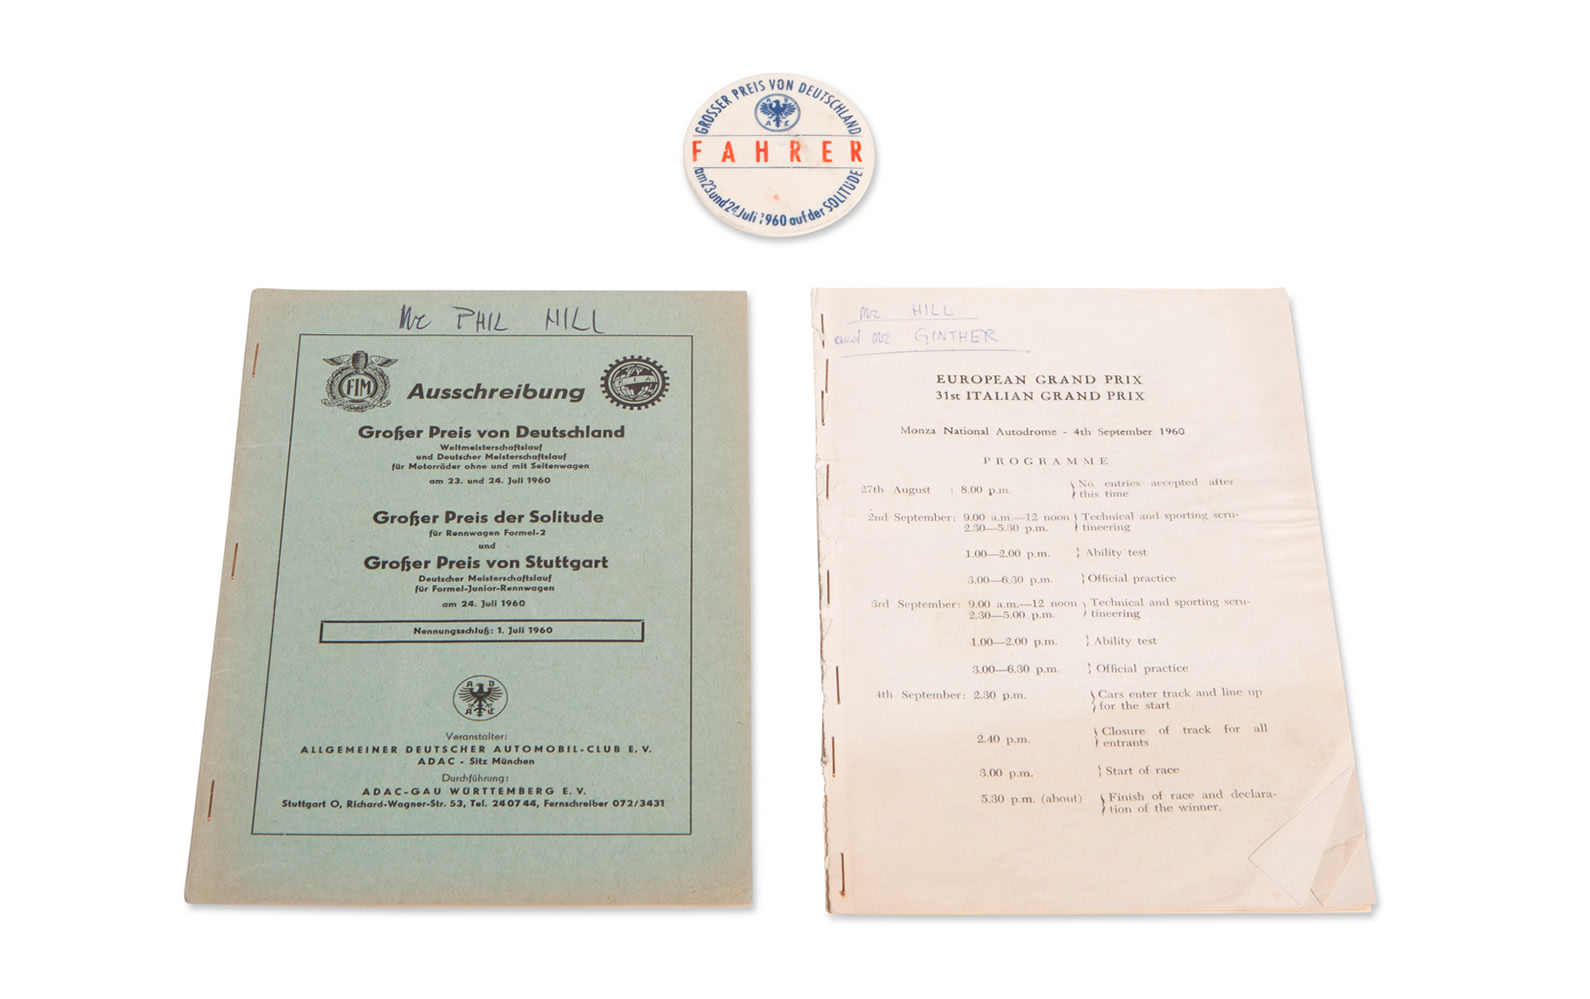 GROSSER PREIS VON DEUTSCHLAND
A D
A C
FAHRER
am 23 und 24 Juli 1960 auf der SOLITUDE
Mr PHIL HILL
FIM
FIA
Ausschreibung
Großer Preis von Deutschland
Weltmeisterschaftslauf
und Deutscher Meisterschaftslauf
für Motorräder ohne und mit Seitenwagen
am 23. und 24. Juli 1960
Großer Preis der Solitude
für Rennwagen Formel-2
und
Großer Preis von Stuttgart
Deutscher Meisterschaftslauf
für Formel-Junior-Rennwagen
am 24. Juli 1960
Nennungsschluß: 1. Juli 1960
A D
A C
Veranstalter:
ALLGEMEINER DEUTSCHER AUTOMOBIL-CLUB E. V.
ADAC - Sitz München
Durchführung:
ADAC-GAU WÜRTTEMBERG E. V.
Stuttgart O, Richard-Wagner-Str. 53, Tel. 240744, Fernschreiber 072/3431
Mr HILL
and Mr GINTHER
EUROPEAN GRAND PRIX
31st ITALIAN GRAND PRIX
Monza National Autodrome - 4th September 1960
PROGRAMME
27th August : 8.00 p.m. } No entries accepted after
this time
2nd September: 9.00 a.m.—12 noon } Technical and sporting scru-
2.30—5.30 p.m. tineering
1.00—2.00 p.m. } Ability test
3.00—6.30 p.m. } Official practice
3rd September: 9.00 a.m.—12 noon } Technical and sporting scru-
2.30—5.00 p.m. tineering
1.00—2.00 p.m. } Ability test
3.00—6.30 p.m. } Official practice
4th September: 2.30 p.m. } Cars enter track and line up
for the start
2.40 p.m. } Closure of track for all
entrants
3.00 p.m. } Start of race
5.30 p.m. (about) } Finish of race and declara-
tion of the winner.